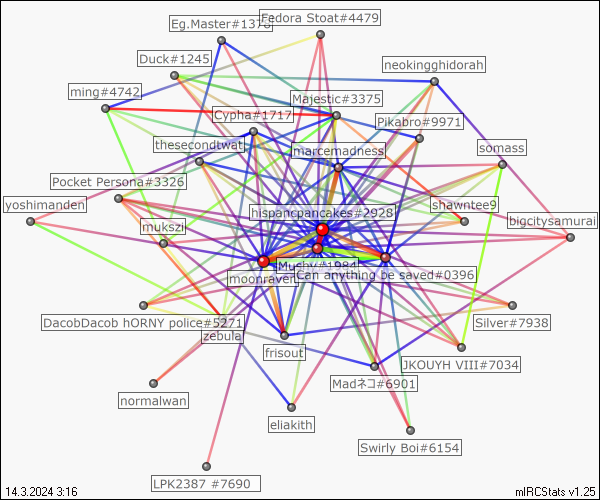 Eg.Master#1378
Fedora Stoat#4479
Duck#1245
neokingghidorah
ming#4742
Majestic#3375
Cypha#1717
Pikabro#9971
thesecondtwat
marcemadness
somass
Pocket Persona#3326
yoshimanden
hispancpancakes#2928
shawntee9
bigcitysamurai
mukszi
Mushy#1984
moonraven
Can anything be saved#0396
DacobDacob hORNY police#5271
zebula
Silver#7938
frisout
JKOUYH VIII#7034
Madネコ#6901
normalwan
eliakith
Swirly Boi#6154
LPK2387 #7690
14.3.2024 3:16
mIRCStats v1.25